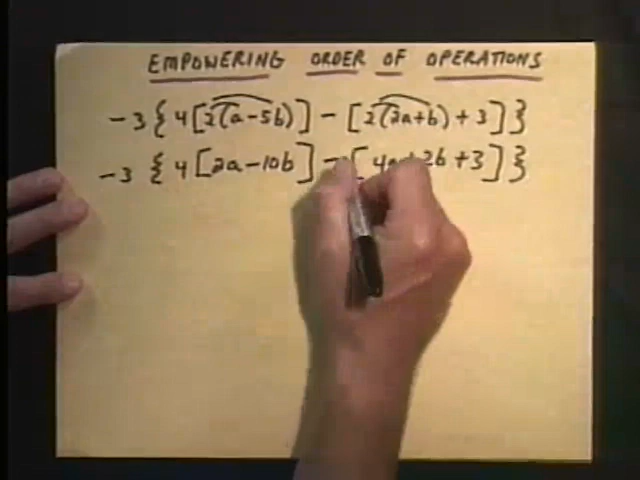 EMPOWERING ORDER OF OPERATIONS
-3{4[2(a-5b)]-[2(2a+b)+3]}
-3{4[2a-10b]-[4a+2b+3]}